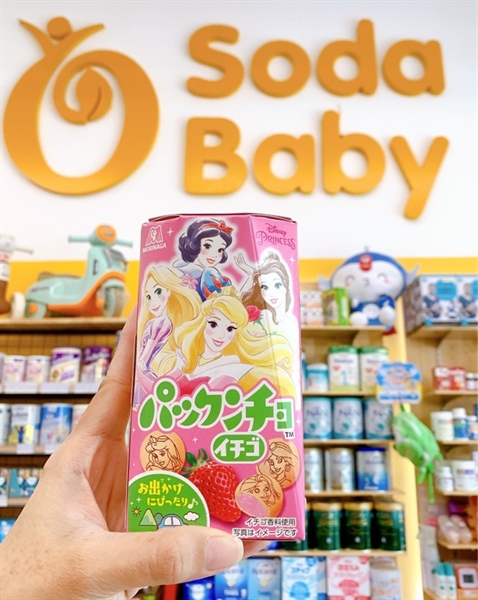 Soda
Baby
MORINAGA
Disney
PRINCESS
パックンチョ
TM
イチゴ
お出かけ
にぴったり♪
イチゴ香料使用
写真はイメージです